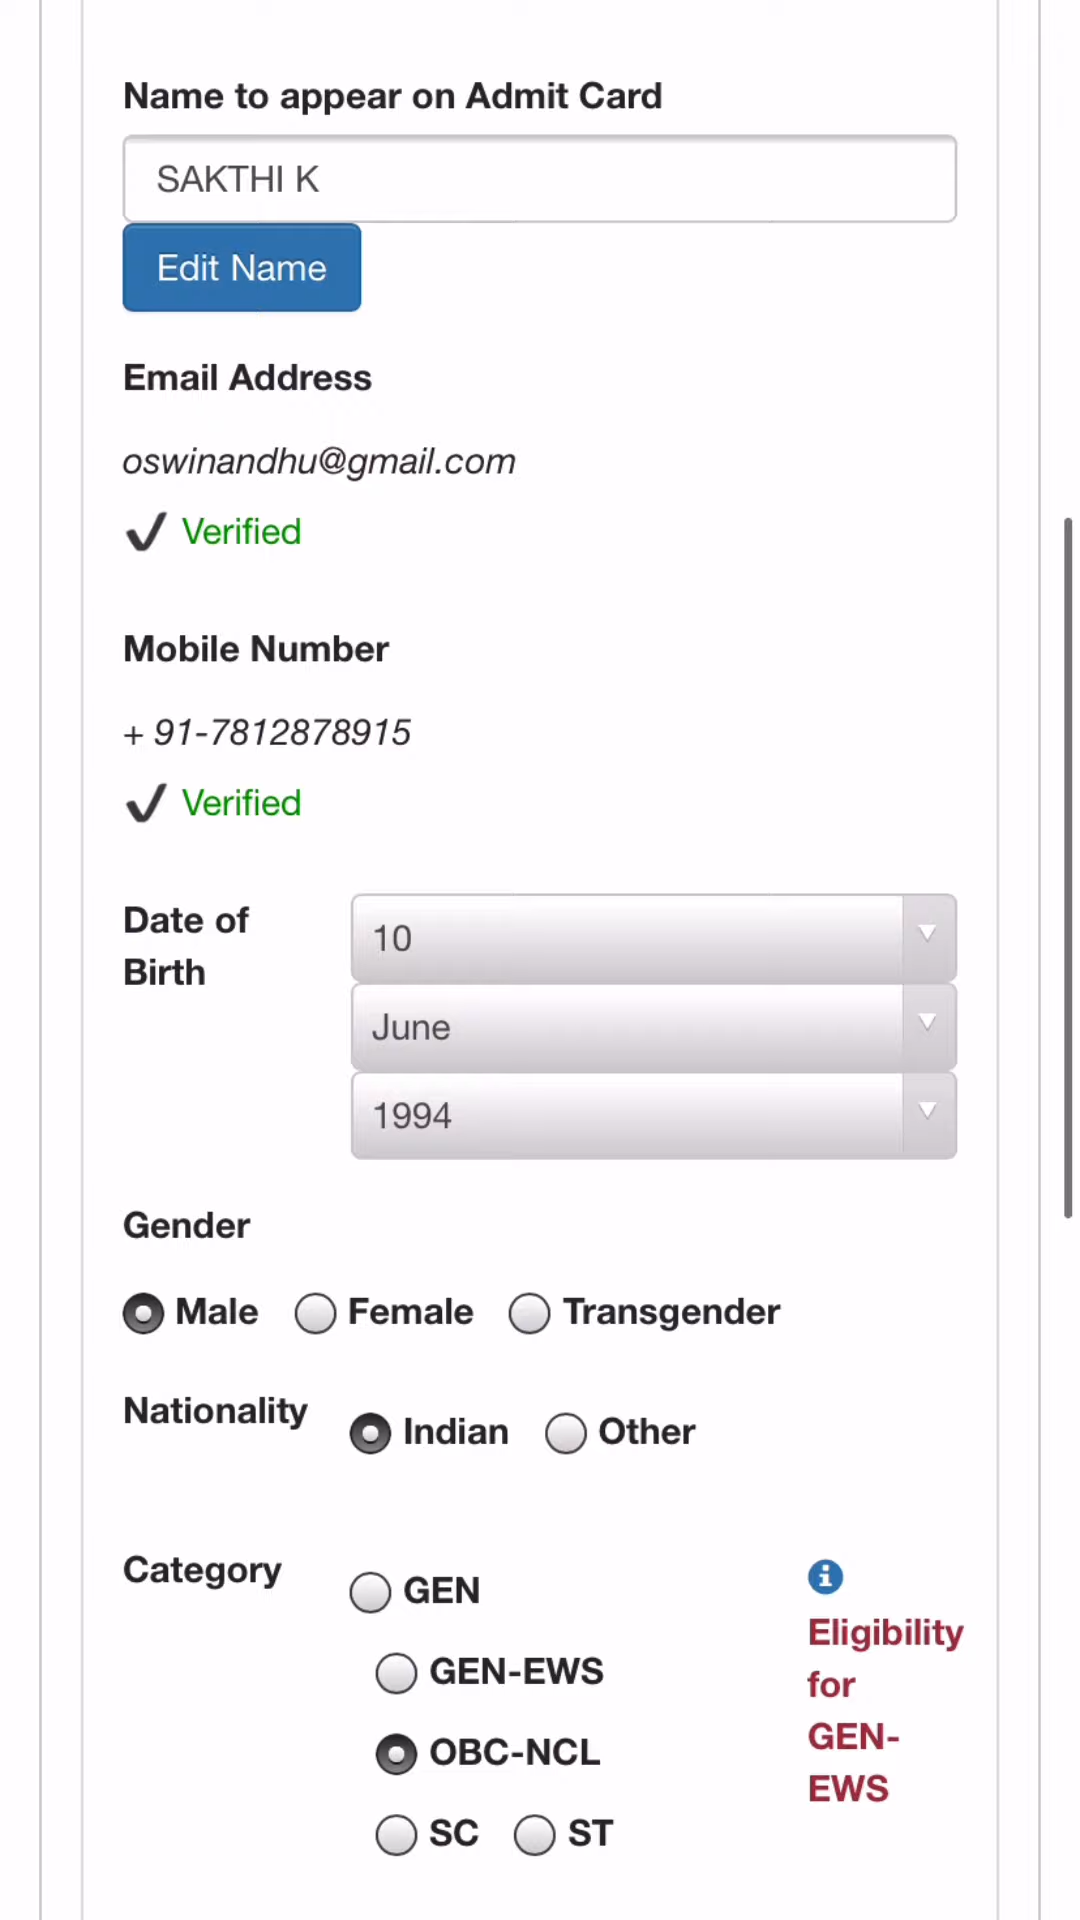 Name to appear on Admit Card
SAKTHI K
Edit Name
Email Address
oswinandhu@gmail.com
Verified
Mobile Number
+ 91-7812878915
Verified
Date of
Birth
10
June
1994
Gender
Male Female Transgender
Nationality
Indian Other
Category
GEN
GEN-EWS
OBC-NCL
SC ST
Eligibility
for
GEN-
EWS